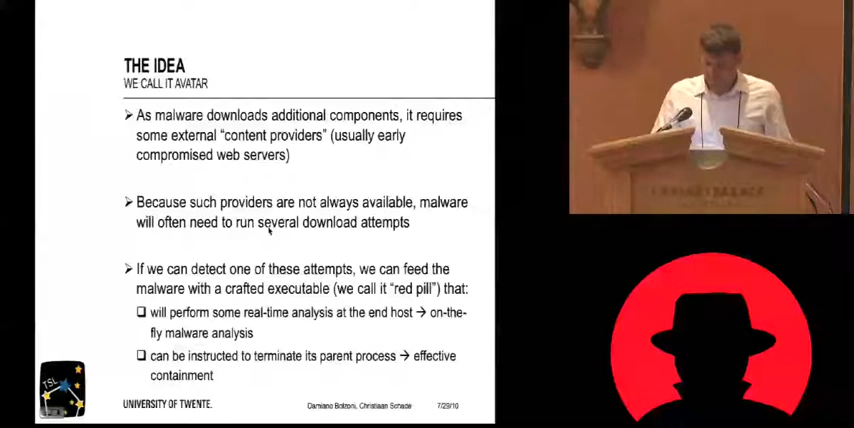 THE IDEA
WE CALL IT AVATAR
➢ As malware downloads additional components, it requires
some external “content providers” (usually early
compromised web servers)
➢ Because such providers are not always available, malware
will often need to run several download attempts
➢ If we can detect one of these attempts, we can feed the
malware with a crafted executable (we call it “red pill”) that:
❑ will perform some real-time analysis at the end host → on-the-
fly malware analysis
❑ can be instructed to terminate its parent process → effective
containment
TSL
UNIVERSITY OF TWENTE.
Damiano Bolzoni, Christiaan Schade
7/29/10